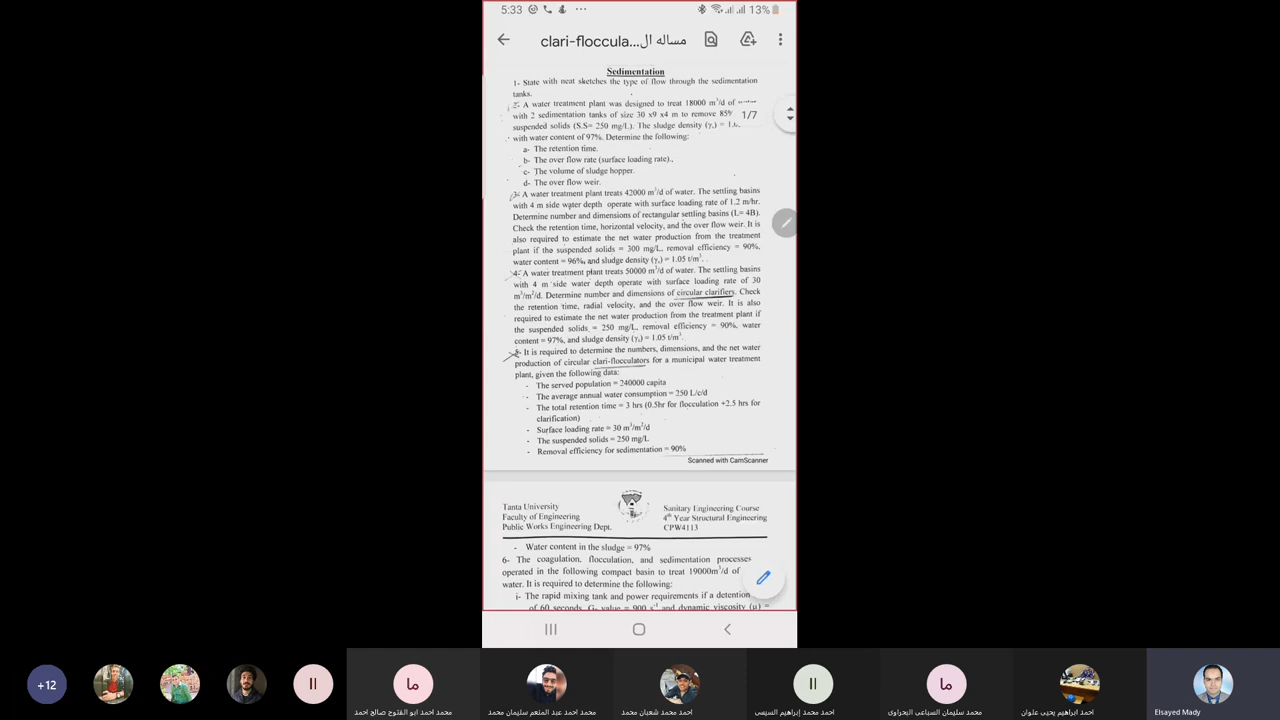 5:33 ... 13%
clari-floccula...مساله ال
Sedimentation
1- State with neat sketches the type of flow through the sedimentation
tanks.
2- A water treatment plant was designed to treat 18000 m³/d of water
with 2 sedimentation tanks of size 30 x9 x4 m to remove 85%
suspended solids (S.S= 250 mg/L). The sludge density (γs) =
with water content of 97%. Determine the following:
1/7
a- The retention time.
b- The over flow rate (surface loading rate).,
c- The volume of sludge hopper.
d- The over flow weir.
3- A water treatment plant treats 42000 m³/d of water. The settling basins
with 4 m side water depth operate with surface loading rate of 1.2 m/hr.
Determine number and dimensions of rectangular settling basins (L= 4B).
Check the retention time, horizontal velocity, and the over flow weir. It is
also required to estimate the net water production from the treatment
plant if the suspended solids = 300 mg/L, removal efficiency = 90%,
water content = 96%, and sludge density (γs) = 1.05 t/m³.
4- A water treatment plant treats 50000 m³/d of water. The settling basins
with 4 m side water depth operate with surface loading rate of 30
m³/m²/d. Determine number and dimensions of circular clarifiers. Check
the retention time, radial velocity, and the over flow weir. It is also
required to estimate the net water production from the treatment plant if
the suspended solids = 250 mg/L, removal efficiency = 90%, water
content = 97%, and sludge density (γs) = 1.05 t/m³.
5- It is required to determine the numbers, dimensions, and the net water
production of circular clari-flocculators for a municipal water treatment
plant, given the following data:
- The served population = 240000 capita
- The average annual water consumption = 250 L/c/d
- The total retention time = 3 hrs (0.5hr for flocculation +2.5 hrs for
clarification)
- Surface loading rate = 30 m³/m²/d
- The suspended solids = 250 mg/L
- Removal efficiency for sedimentation = 90%
Scanned with CamScanner
Tanta University
Faculty of Engineering
Public Works Engineering Dept.
Sanitary Engineering Course
4th Year Structural Engineering
CPW4113
- Water content in the sludge = 97%
6- The coagulation, flocculation, and sedimentation processes
operated in the following compact basin to treat 19000m³/d of
water. It is required to determine the following:
i- The rapid mixing tank and power requirements if a detention
of 60 seconds, G value = 900 s⁻¹ and dynamic viscosity (μ) =
+12
اا
ما
محمد احمد ابو الفتوح صالح احمد
محمد احمد عبد المنعم سليمان محمد
احمد محمد شعبان محمد
اا
احمد محمد إبراهيم السيسى
ما
محمد سليمان السباعى البحراوى
احمد ابراهيم يحيى علوان
Elsayed Mady